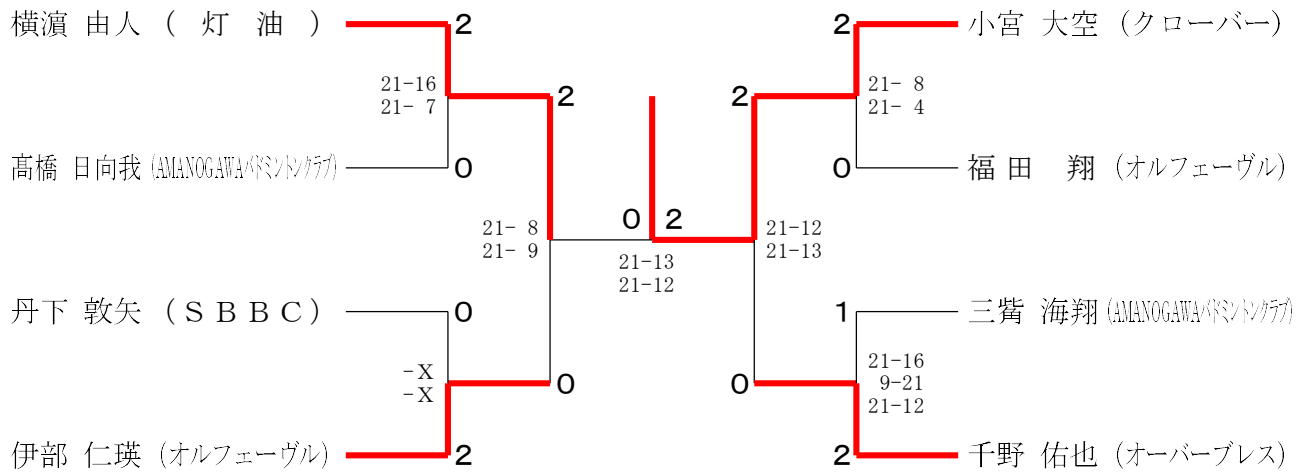 横濵 由人 ( 灯 油 ) 2 2 小宮 大空 (クローバー)
21-16 2 2 21- 8
21- 7 21- 4
髙橋 日向我 (AMANOGAWAバドミントンクラブ) 0 0 福 田 翔 (オルフェーヴル)
21- 8 0 2 21-12
21- 9 21-13
21-13
21-12
丹下 敦矢 (ＳＢＢＣ) 0 1 三觜 海翔 (AMANOGAWAバドミントンクラブ)
-X 21-16
-X 0 0 9-21
21-12
伊部 仁瑛 (オルフェーヴル) 2 2 千野 佑也 (オーバーブレス)